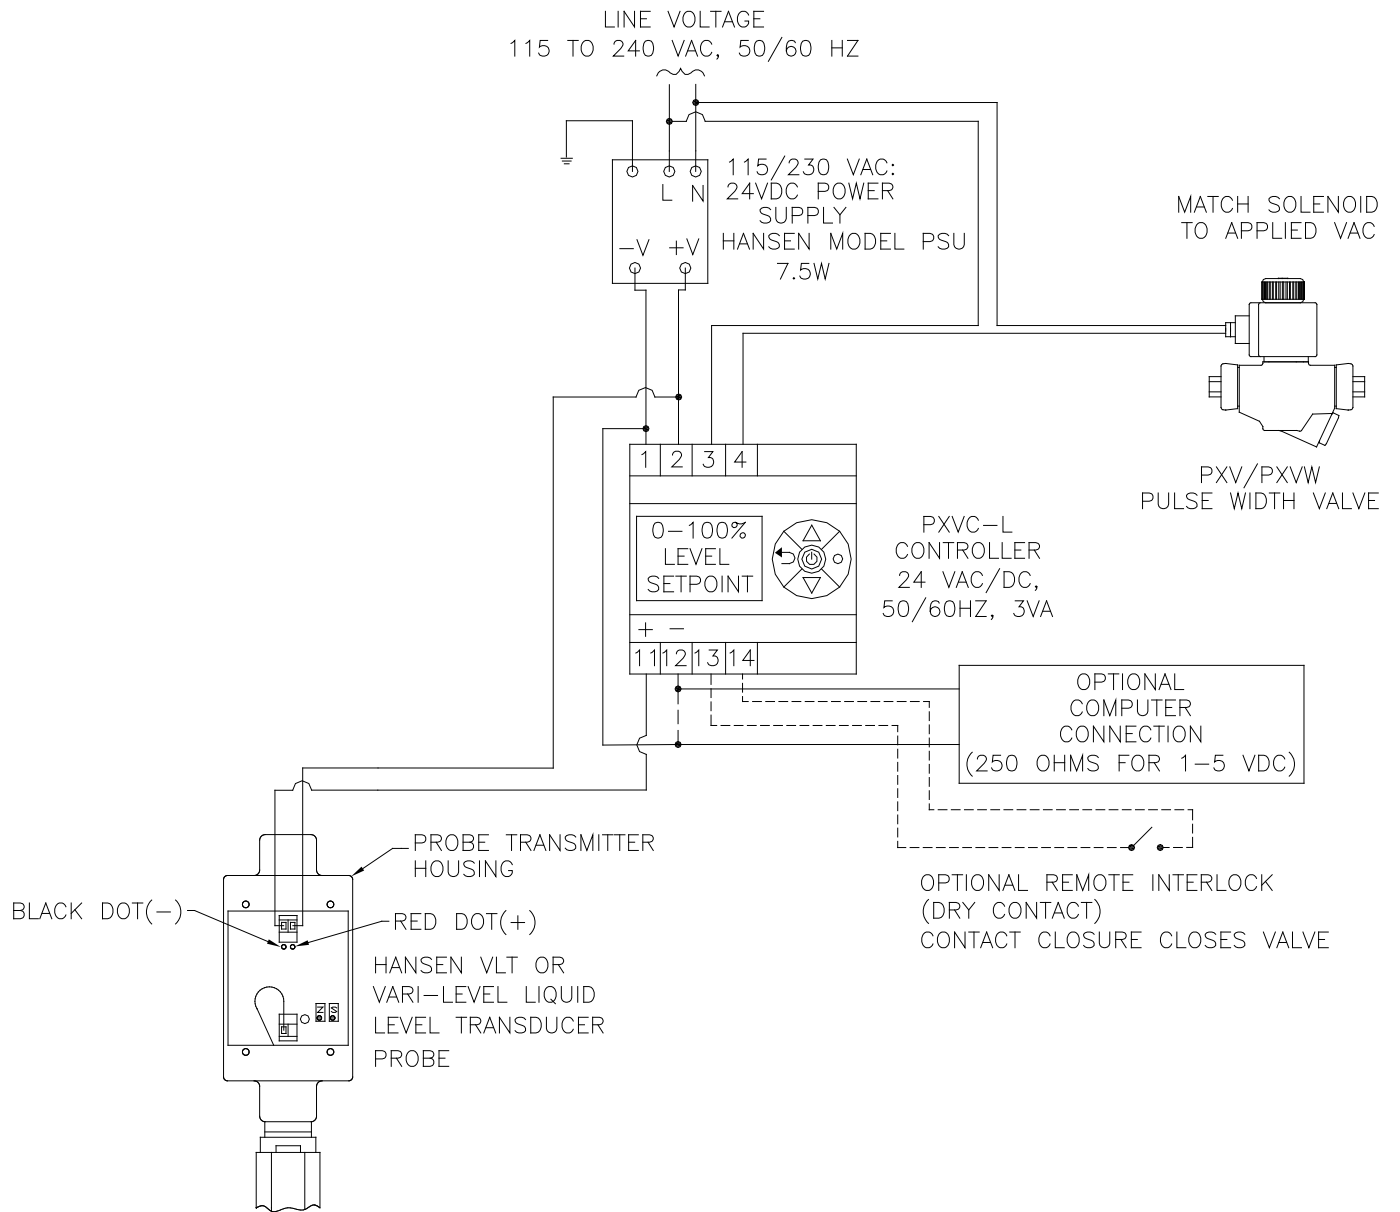 LINE VOLTAGE
115 TO 240 VAC, 50/60 HZ
115/230 VAC:
24VDC POWER
SUPPLY
HANSEN MODEL PSU
7.5W
L N
-V +V
MATCH SOLENOID
TO APPLIED VAC
PXV/PXVW
PULSE WIDTH VALVE
1 2 3 4
0-100%
LEVEL
SETPOINT
+ -
11 12 13 14
PXVC-L
CONTROLLER
24 VAC/DC,
50/60HZ, 3VA
OPTIONAL
COMPUTER
CONNECTION
(250 OHMS FOR 1-5 VDC)
OPTIONAL REMOTE INTERLOCK
(DRY CONTACT)
CONTACT CLOSURE CLOSES VALVE
PROBE TRANSMITTER
HOUSING
BLACK DOT(-)
RED DOT(+)
HANSEN VLT OR
VARI-LEVEL LIQUID
LEVEL TRANSDUCER
PROBE
Z S